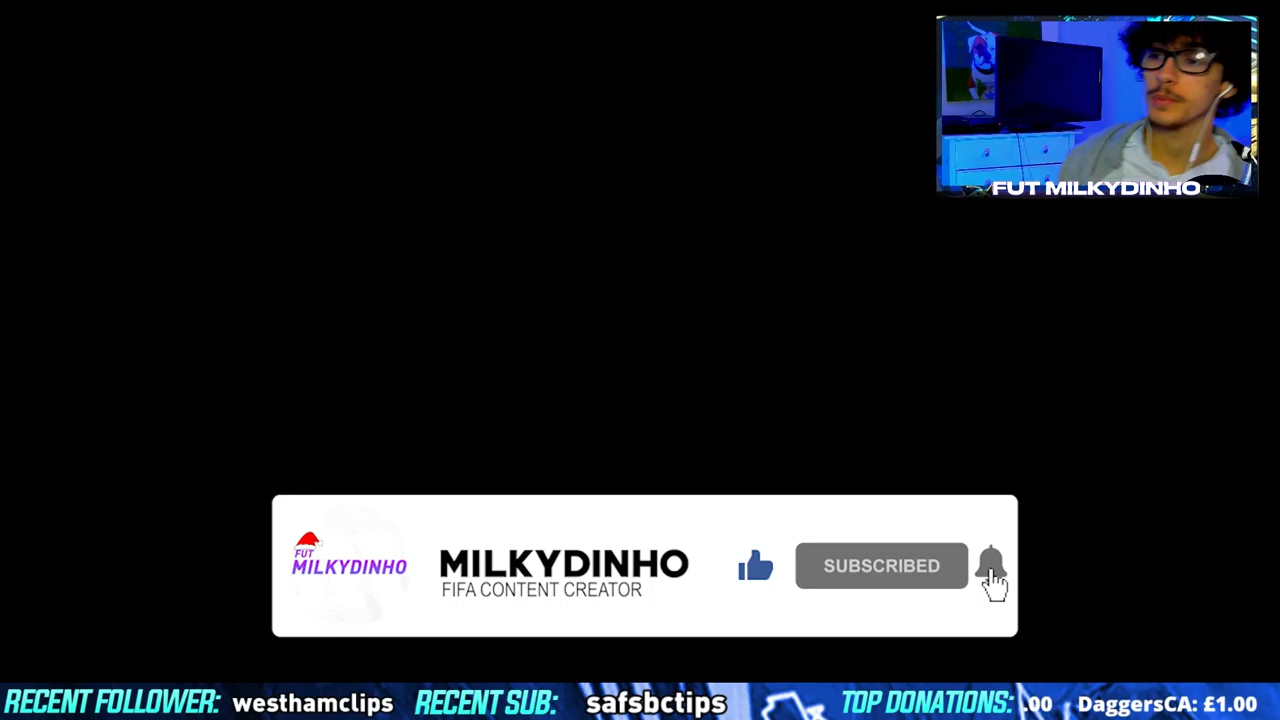 FUT MILKYDINHO
FUT
MILKYDINHO
MILKYDINHO
FIFA CONTENT CREATOR
SUBSCRIBED
RECENT FOLLOWER: westhamclips RECENT SUB: safsbctips TOP DONATIONS: .00 DaggersCA: £1.00